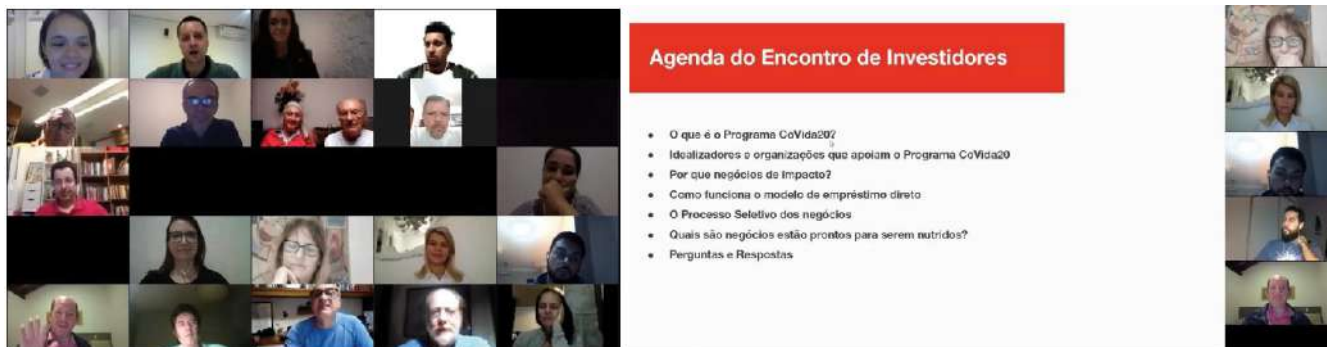 Agenda do Encontro de Investidores
• O que é o Programa CoVida20?
• Idealizadores e organizações que apoiam o Programa CoVida20
• Por que negócios de impacto?
• Como funciona o modelo de empréstimo direto
• O Processo Seletivo dos negócios
• Quais são negócios estão prontos para serem nutridos?
• Perguntas e Respostas